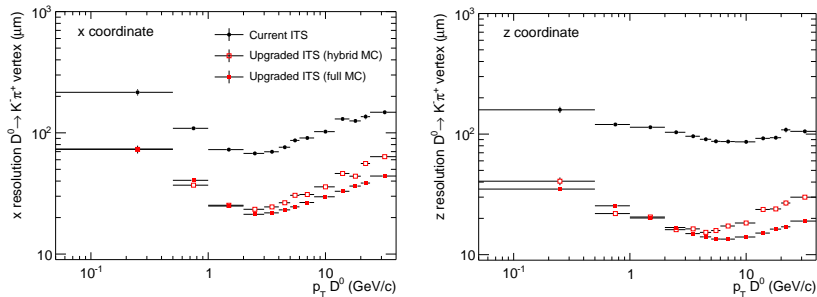 x resolution D⁰→ K⁻π⁺ vertex (µm)
x coordinate
Current ITS
Upgraded ITS (hybrid MC)
Upgraded ITS (full MC)
10³
10²
10
10⁻¹ 1 10
p_T D⁰ (GeV/c)
z resolution D⁰→ K⁻π⁺ vertex (µm)
z coordinate
10³
10²
10
10⁻¹ 1 10
p_T D⁰ (GeV/c)